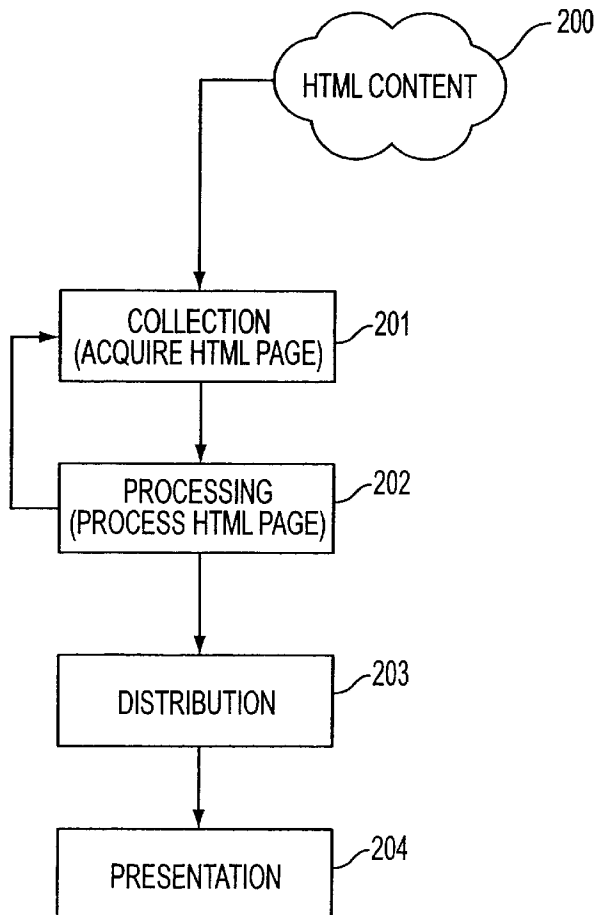 200
HTML CONTENT
COLLECTION
(ACQUIRE HTML PAGE)
201
PROCESSING
(PROCESS HTML PAGE)
202
DISTRIBUTION
203
PRESENTATION
204